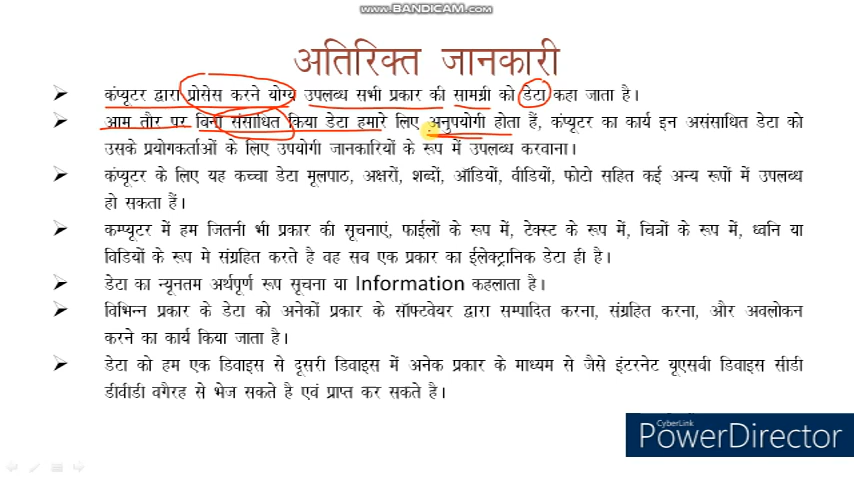 www.BANDICAM.com
अतिरिक्त जानकारी
कंप्यूटर द्वारा प्रोसेस करने योग्य उपलब्ध सभी प्रकार की सामग्री को डेटा कहा जाता है।
आम तौर पर बिना संसाधित किया डेटा हमारे लिए अनुपयोगी होता हैं, कंप्यूटर का कार्य इन असंसाधित डेटा को
उसके प्रयोगकर्ताओं के लिए उपयोगी जानकारियों के रूप में उपलब्ध करवाना।
कंप्यूटर के लिए यह कच्चा डेटा मूलपाठ, अक्षरों, शब्दों, ऑडियों, वीडियों, फोटो सहित कई अन्य रूपों में उपलब्ध
हो सकता हैं।
कम्प्यूटर में हम जितनी भी प्रकार की सूचनाएं, फाईलों के रूप में, टेक्स्ट के रूप में, चित्रों के रूप में, ध्वनि या
विडियों के रूप मे संग्रहित करते है वह सब एक प्रकार का ईलेक्ट्रानिक डेटा ही है।
डेटा का न्यूनतम अर्थपूर्ण रूप सूचना या Information कहलाता है।
विभिन्न प्रकार के डेटा को अनेकों प्रकार के सॉफ्टवेयर द्वारा सम्पादित करना, संग्रहित करना, और अवलोकन
करने का कार्य किया जाता है।
डेटा को हम एक डिवाइस से दूसरी डिवाइस में अनेक प्रकार के माध्यम से जैसे इंटरनेट यूएसवी डिवाइस सीडी
डीवीडी वगैरह से भेज सकते है एवं प्राप्त कर सकते है।
CyberLink
PowerDirector